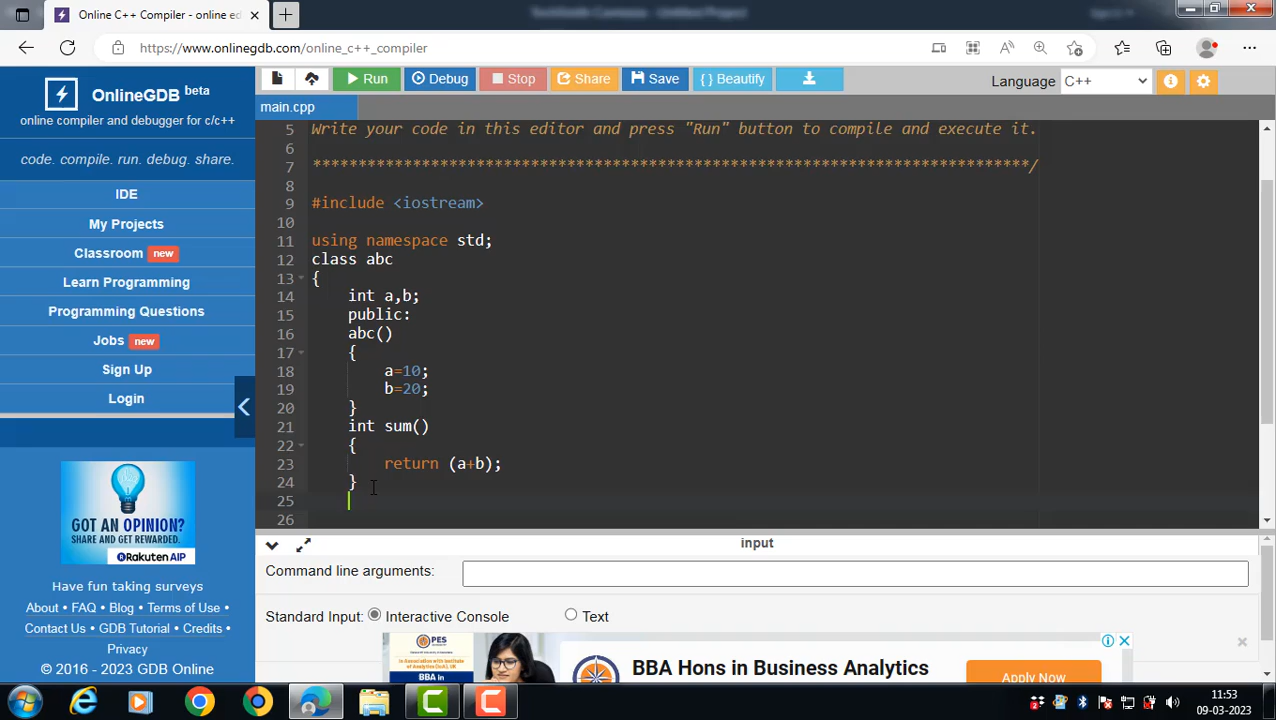 Online C++ Compiler - online edi
https://www.onlinegdb.com/online_c++_compiler
OnlineGDB beta
online compiler and debugger for c/c++
code. compile. run. debug. share.
IDE
My Projects
Classroom new
Learn Programming
Programming Questions
Jobs new
Sign Up
Login
GOT AN OPINION?
SHARE AND GET REWARDED.
Rakuten AIP
Have fun taking surveys
About • FAQ • Blog • Terms of Use •
Contact Us • GDB Tutorial • Credits •
Privacy
© 2016 - 2023 GDB Online
Run Debug Stop Share Save { } Beautify
Language C++
main.cpp
5 Write your code in this editor and press "Run" button to compile and execute it.
6
7 *******************************************************************************/
8
9 #include <iostream>
10
11 using namespace std;
12 class abc
13 {
14 int a,b;
15 public:
16 abc()
17 {
18 a=10;
19 b=20;
20 }
21 int sum()
22 {
23 return (a+b);
24 }
25
26
input
Command line arguments:
Standard Input: Interactive Console Text
PES
BBA in
BBA Hons in Business Analytics
Apply Now
11:53
09-03-2023